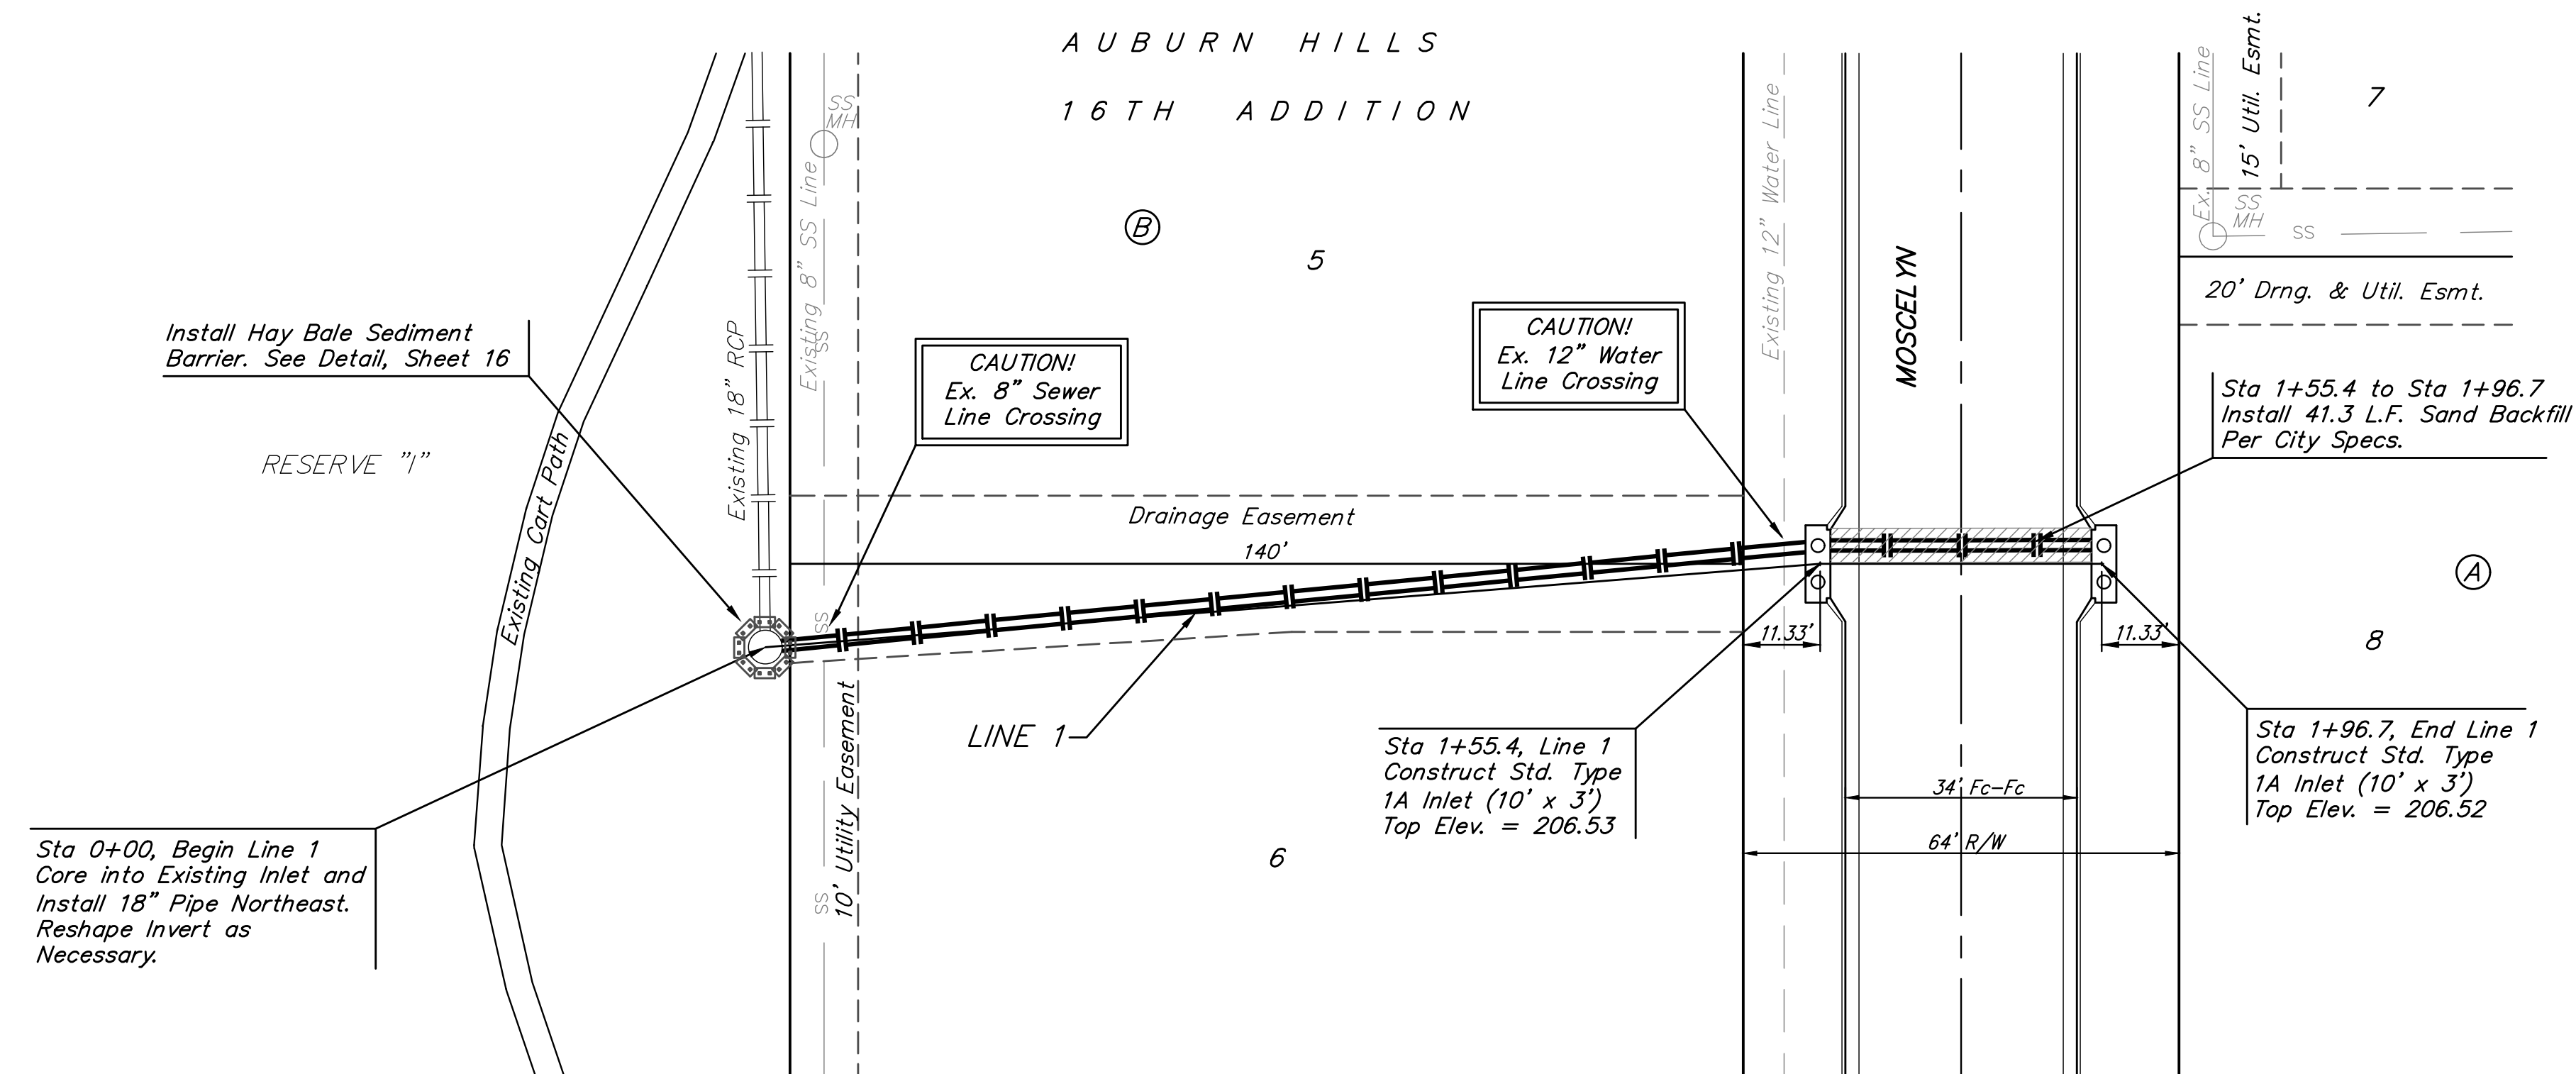 AUBURN HILLS
16TH ADDITION
SS
MH
Existing 8" SS Line
SS
Existing 18" RCP
B
5
Existing 12" Water Line
MOSCELYN
Ex. 8" SS Line
15' Util. Esmt.
7
SS
MH
SS
20' Drng. & Util. Esmt.
Install Hay Bale Sediment
Barrier. See Detail, Sheet 16
CAUTION!
Ex. 8" Sewer
Line Crossing
CAUTION!
Ex. 12" Water
Line Crossing
Sta 1+55.4 to Sta 1+96.7
Install 41.3 L.F. Sand Backfill
Per City Specs.
RESERVE "I"
Existing Cart Path
Drainage Easement
140'
A
SS
11.33'
11.33'
8
LINE 1
10' Utility Easement
SS
Sta 1+55.4, Line 1
Construct Std. Type
1A Inlet (10' x 3')
Top Elev. = 206.53
34' Fc-Fc
64' R/W
Sta 1+96.7, End Line 1
Construct Std. Type
1A Inlet (10' x 3')
Top Elev. = 206.52
Sta 0+00, Begin Line 1
Core into Existing Inlet and
Install 18" Pipe Northeast.
Reshape Invert as
Necessary.
6